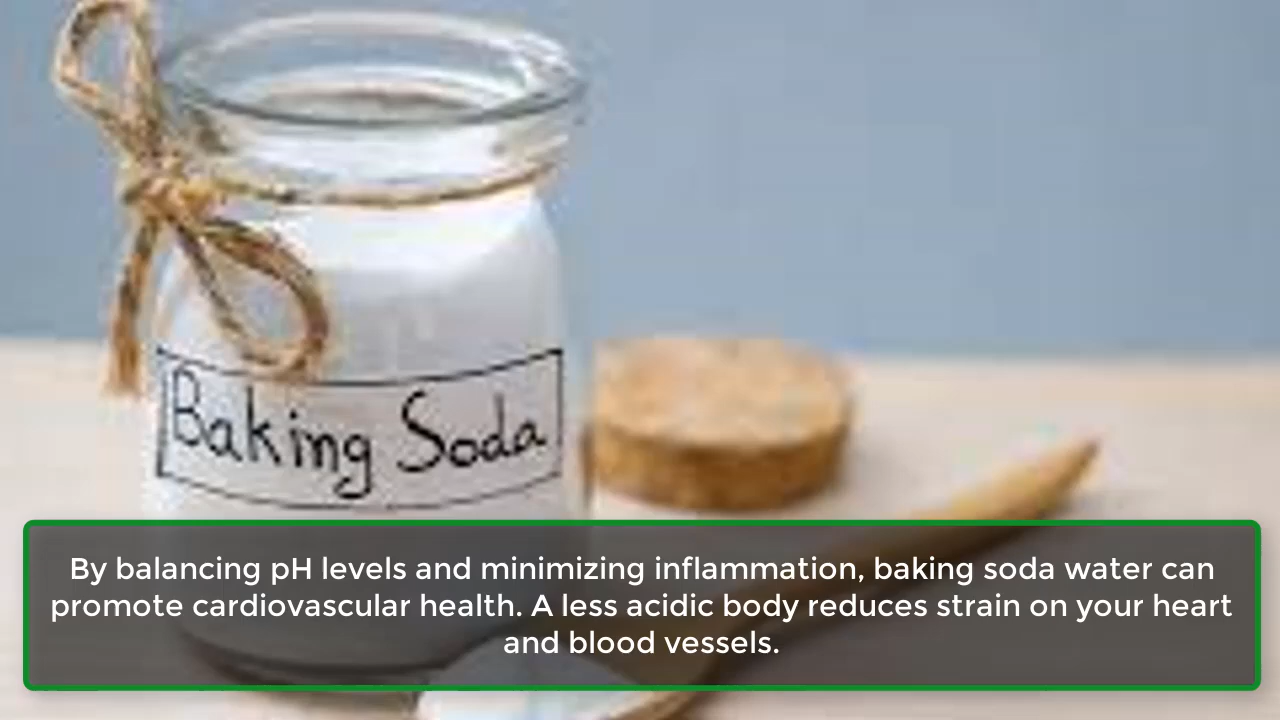 Baking Soda
By balancing pH levels and minimizing inflammation, baking soda water can
promote cardiovascular health. A less acidic body reduces strain on your heart
and blood vessels.